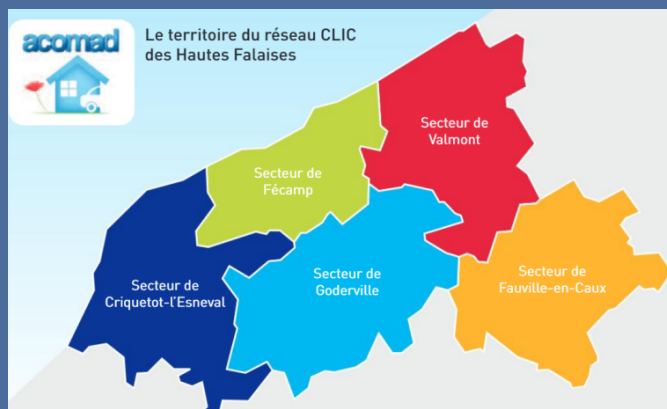 acomad
Le territoire du réseau CLIC
des Hautes Falaises
Secteur de
Valmont
Secteur de
Fécamp
Secteur de
Criquetot-l'Esneval
Secteur de
Goderville
Secteur de
Fauville-en-Caux